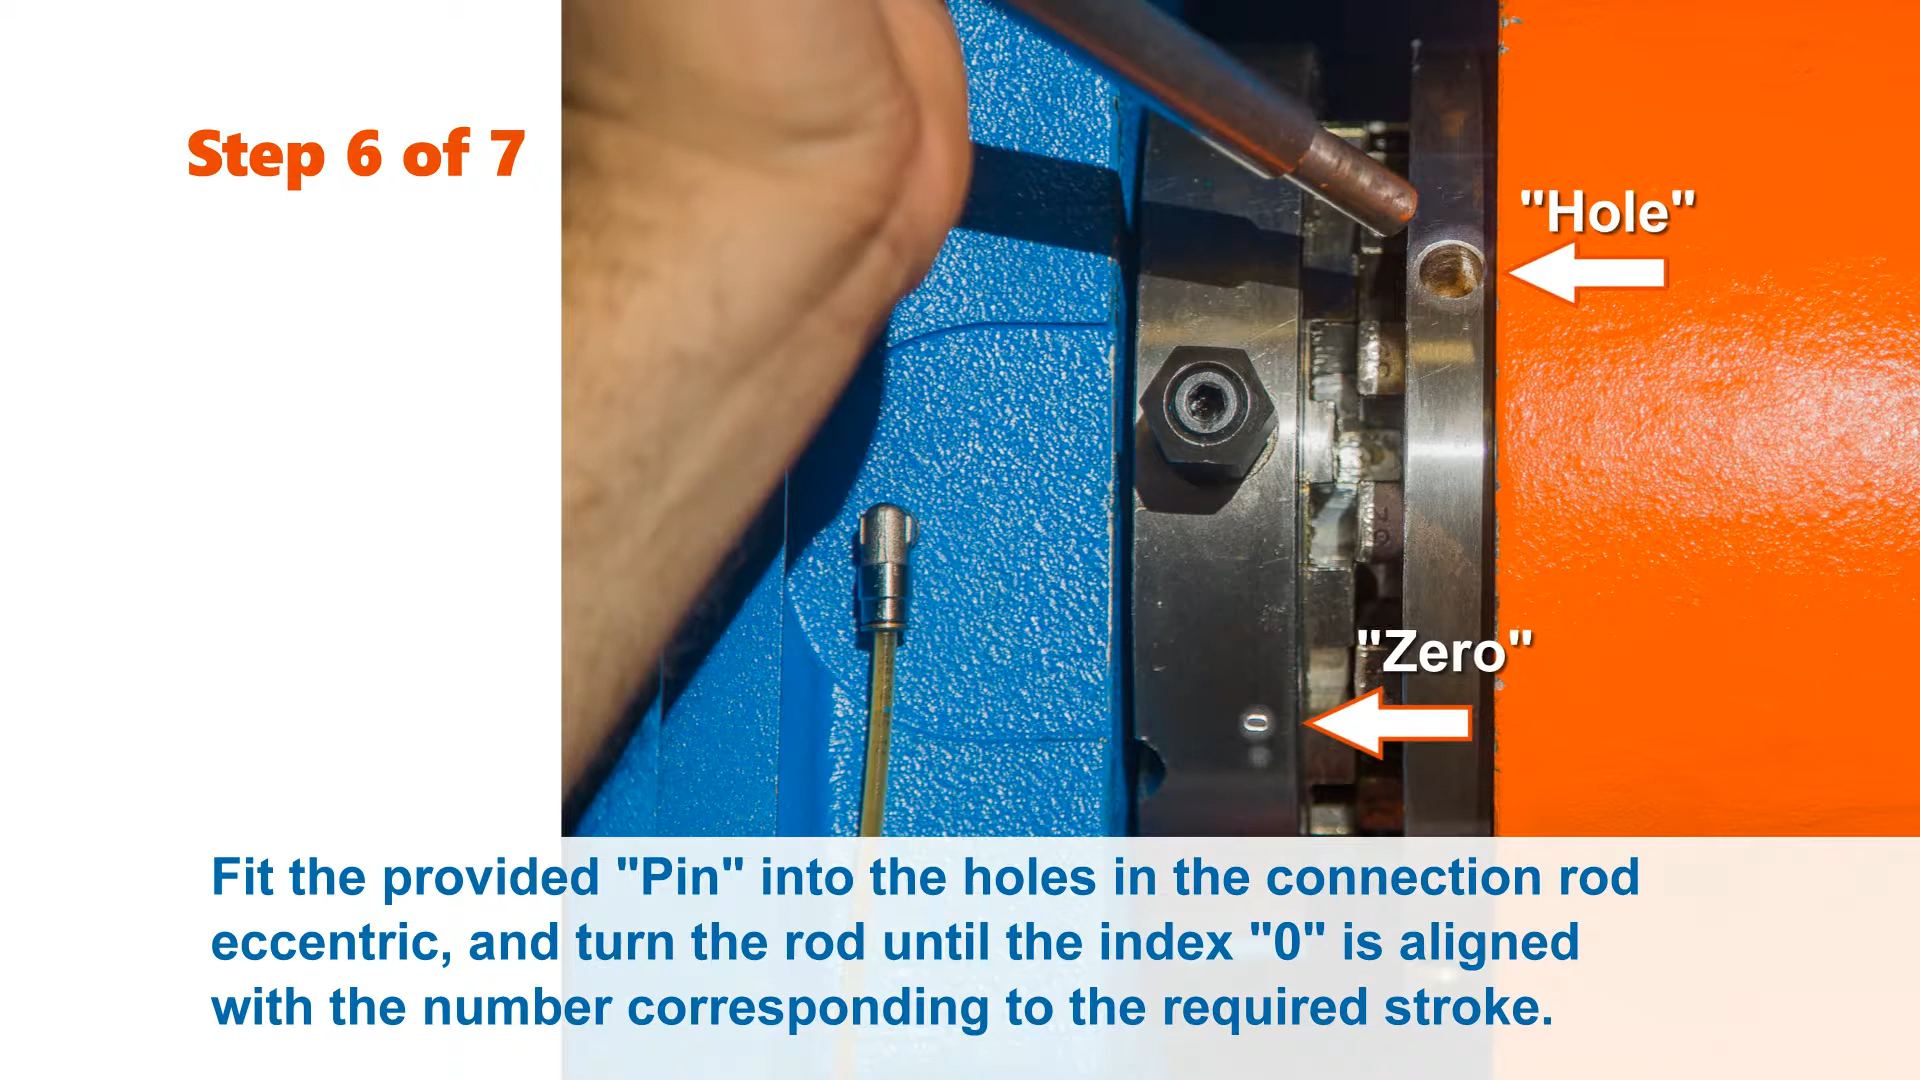 Step 6 of 7
"Hole"
"Zero"
0
Fit the provided "Pin" into the holes in the connection rod
eccentric, and turn the rod until the index "0" is aligned
with the number corresponding to the required stroke.